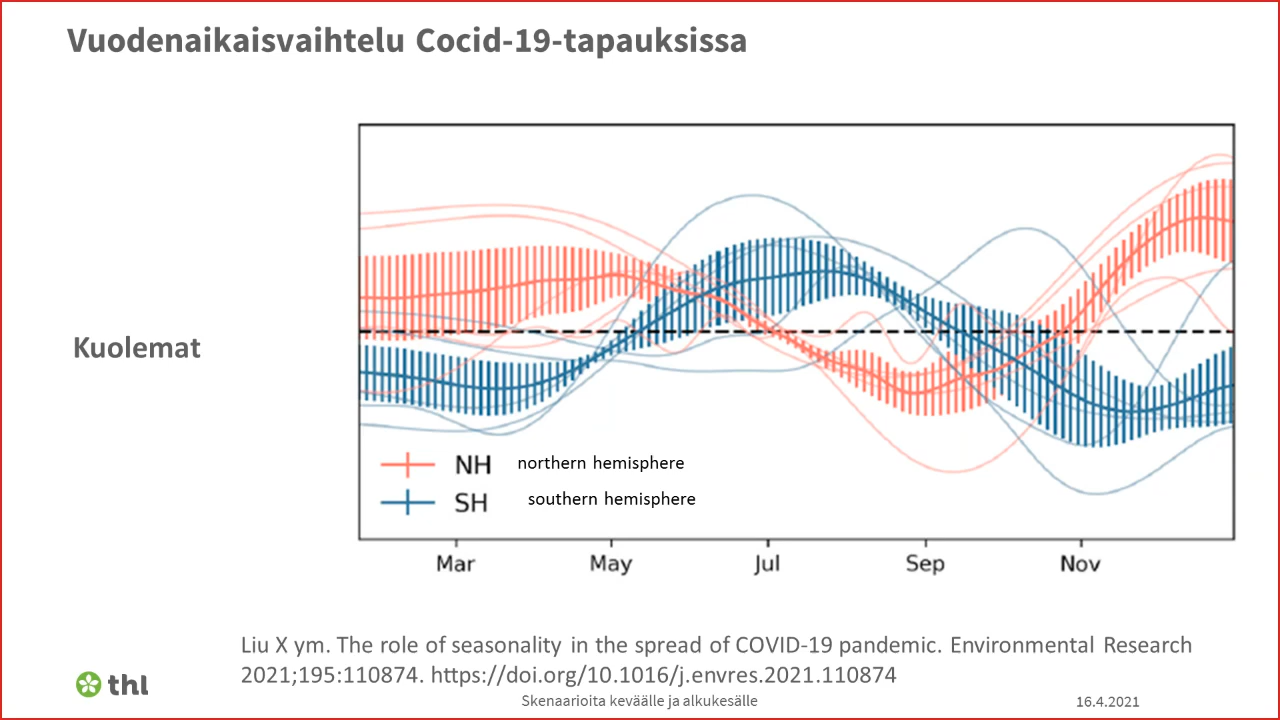 Vuodenaikaisvaihtelu Cocid-19-tapauksissa
Kuolemat
NH northern hemisphere
SH southern hemisphere
Mar May Jul Sep Nov
Liu X ym. The role of seasonality in the spread of COVID-19 pandemic. Environmental Research
2021;195:110874. https://doi.org/10.1016/j.envres.2021.110874
thl
Skenaarioita keväälle ja alkukesälle
16.4.2021